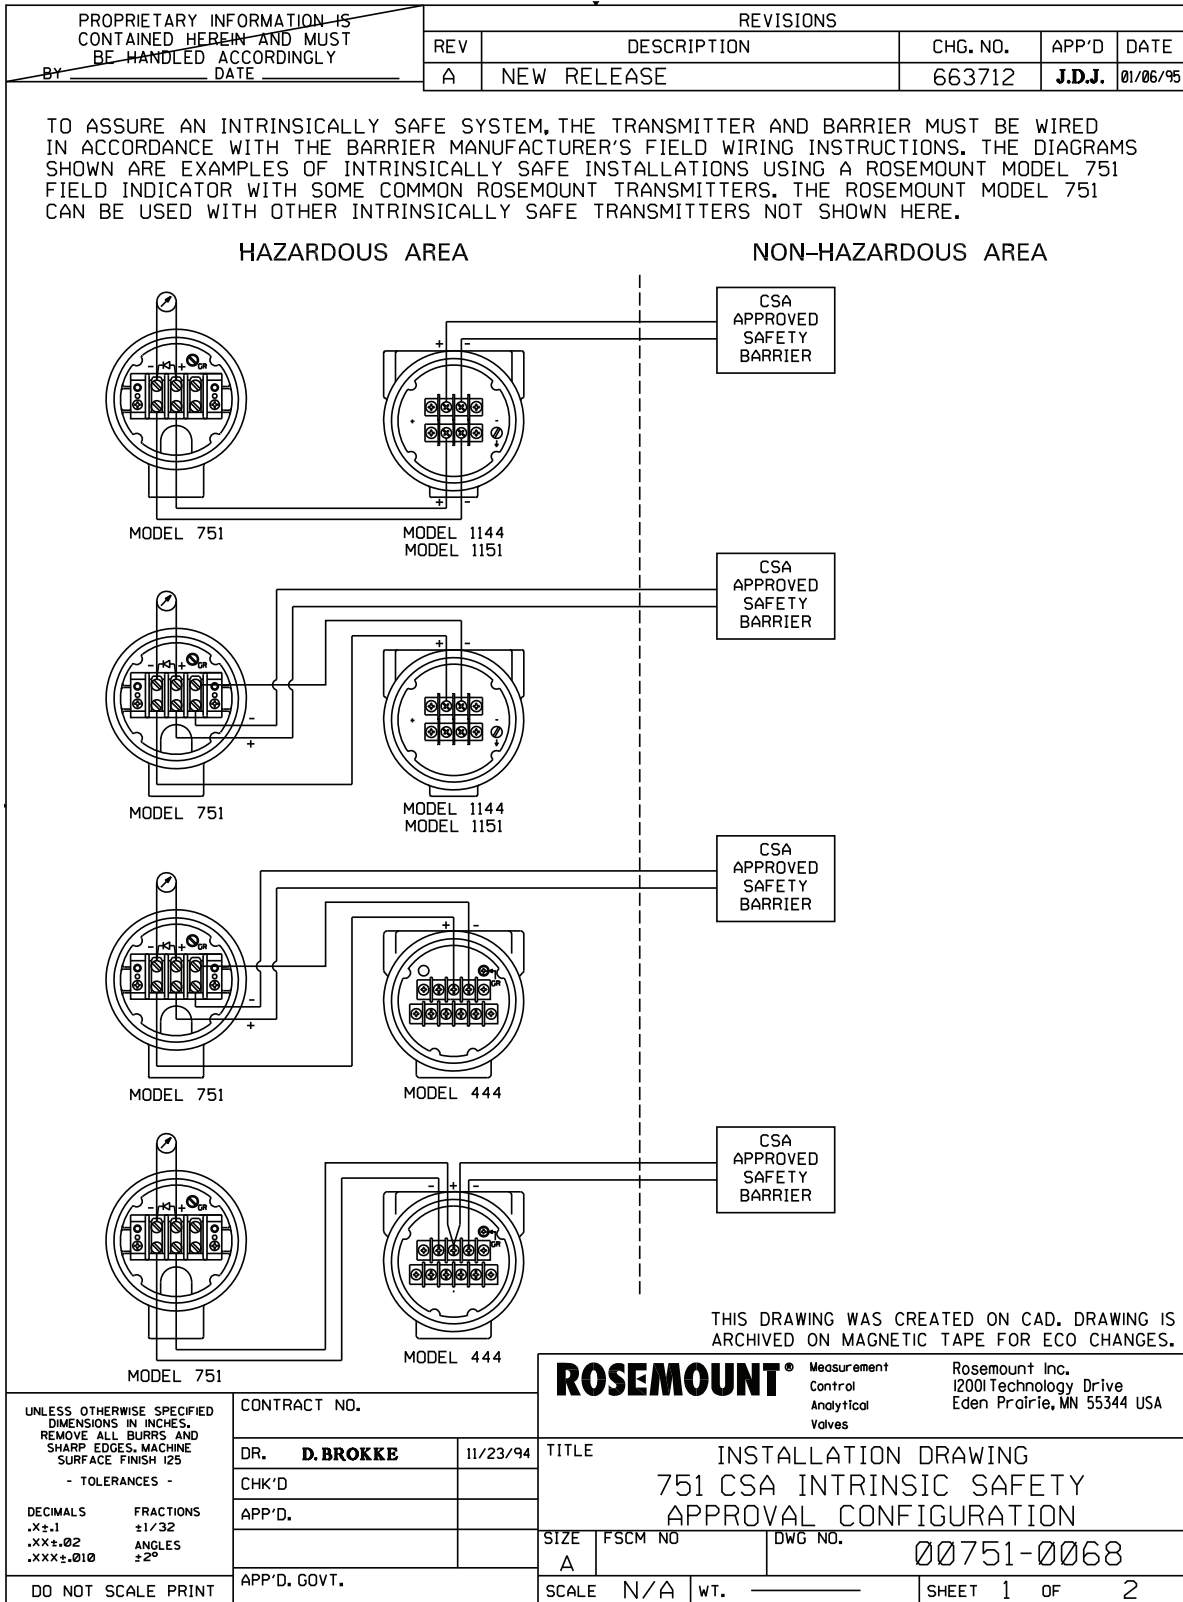 PROPRIETARY INFORMATION IS
CONTAINED HEREIN AND MUST
BE HANDLED ACCORDINGLY
BY DATE
REVISIONS
REV DESCRIPTION CHG. NO. APP'D DATE
A NEW RELEASE 663712 J.D.J. 01/06/95
TO ASSURE AN INTRINSICALLY SAFE SYSTEM, THE TRANSMITTER AND BARRIER MUST BE WIRED
IN ACCORDANCE WITH THE BARRIER MANUFACTURER'S FIELD WIRING INSTRUCTIONS. THE DIAGRAMS
SHOWN ARE EXAMPLES OF INTRINSICALLY SAFE INSTALLATIONS USING A ROSEMOUNT MODEL 751
FIELD INDICATOR WITH SOME COMMON ROSEMOUNT TRANSMITTERS. THE ROSEMOUNT MODEL 751
CAN BE USED WITH OTHER INTRINSICALLY SAFE TRANSMITTERS NOT SHOWN HERE.
HAZARDOUS AREA
NON-HAZARDOUS AREA
CSA
APPROVED
SAFETY
BARRIER
+ -
- + GR
+ -
+ -
MODEL 751
MODEL 1144
MODEL 1151
CSA
APPROVED
SAFETY
BARRIER
+ -
- + GR
+ -
-
+
MODEL 751
MODEL 1144
MODEL 1151
CSA
APPROVED
SAFETY
BARRIER
+ -
- + GR
GR
-
+
MODEL 751
MODEL 444
CSA
APPROVED
SAFETY
BARRIER
- + -
- + GR
GR
MODEL 751
MODEL 444
THIS DRAWING WAS CREATED ON CAD. DRAWING IS
ARCHIVED ON MAGNETIC TAPE FOR ECO CHANGES.
ROSEMOUNT®
Measurement
Control
Analytical
Valves
Rosemount Inc.
12001 Technology Drive
Eden Prairie, MN 55344 USA
UNLESS OTHERWISE SPECIFIED
DIMENSIONS IN INCHES.
REMOVE ALL BURRS AND
SHARP EDGES. MACHINE
SURFACE FINISH 125
- TOLERANCES -
DECIMALS FRACTIONS
.X±.1 ±1/32
.XX±.02 ANGLES
.XXX±.010 ±2°
DO NOT SCALE PRINT
CONTRACT NO.
DR. D. BROKKE 11/23/94
CHK'D
APP'D.
APP'D. GOVT.
TITLE
INSTALLATION DRAWING
751 CSA INTRINSIC SAFETY
APPROVAL CONFIGURATION
SIZE A
FSCM NO
DWG NO. 00751-0068
SCALE N/A WT.
SHEET 1 OF 2